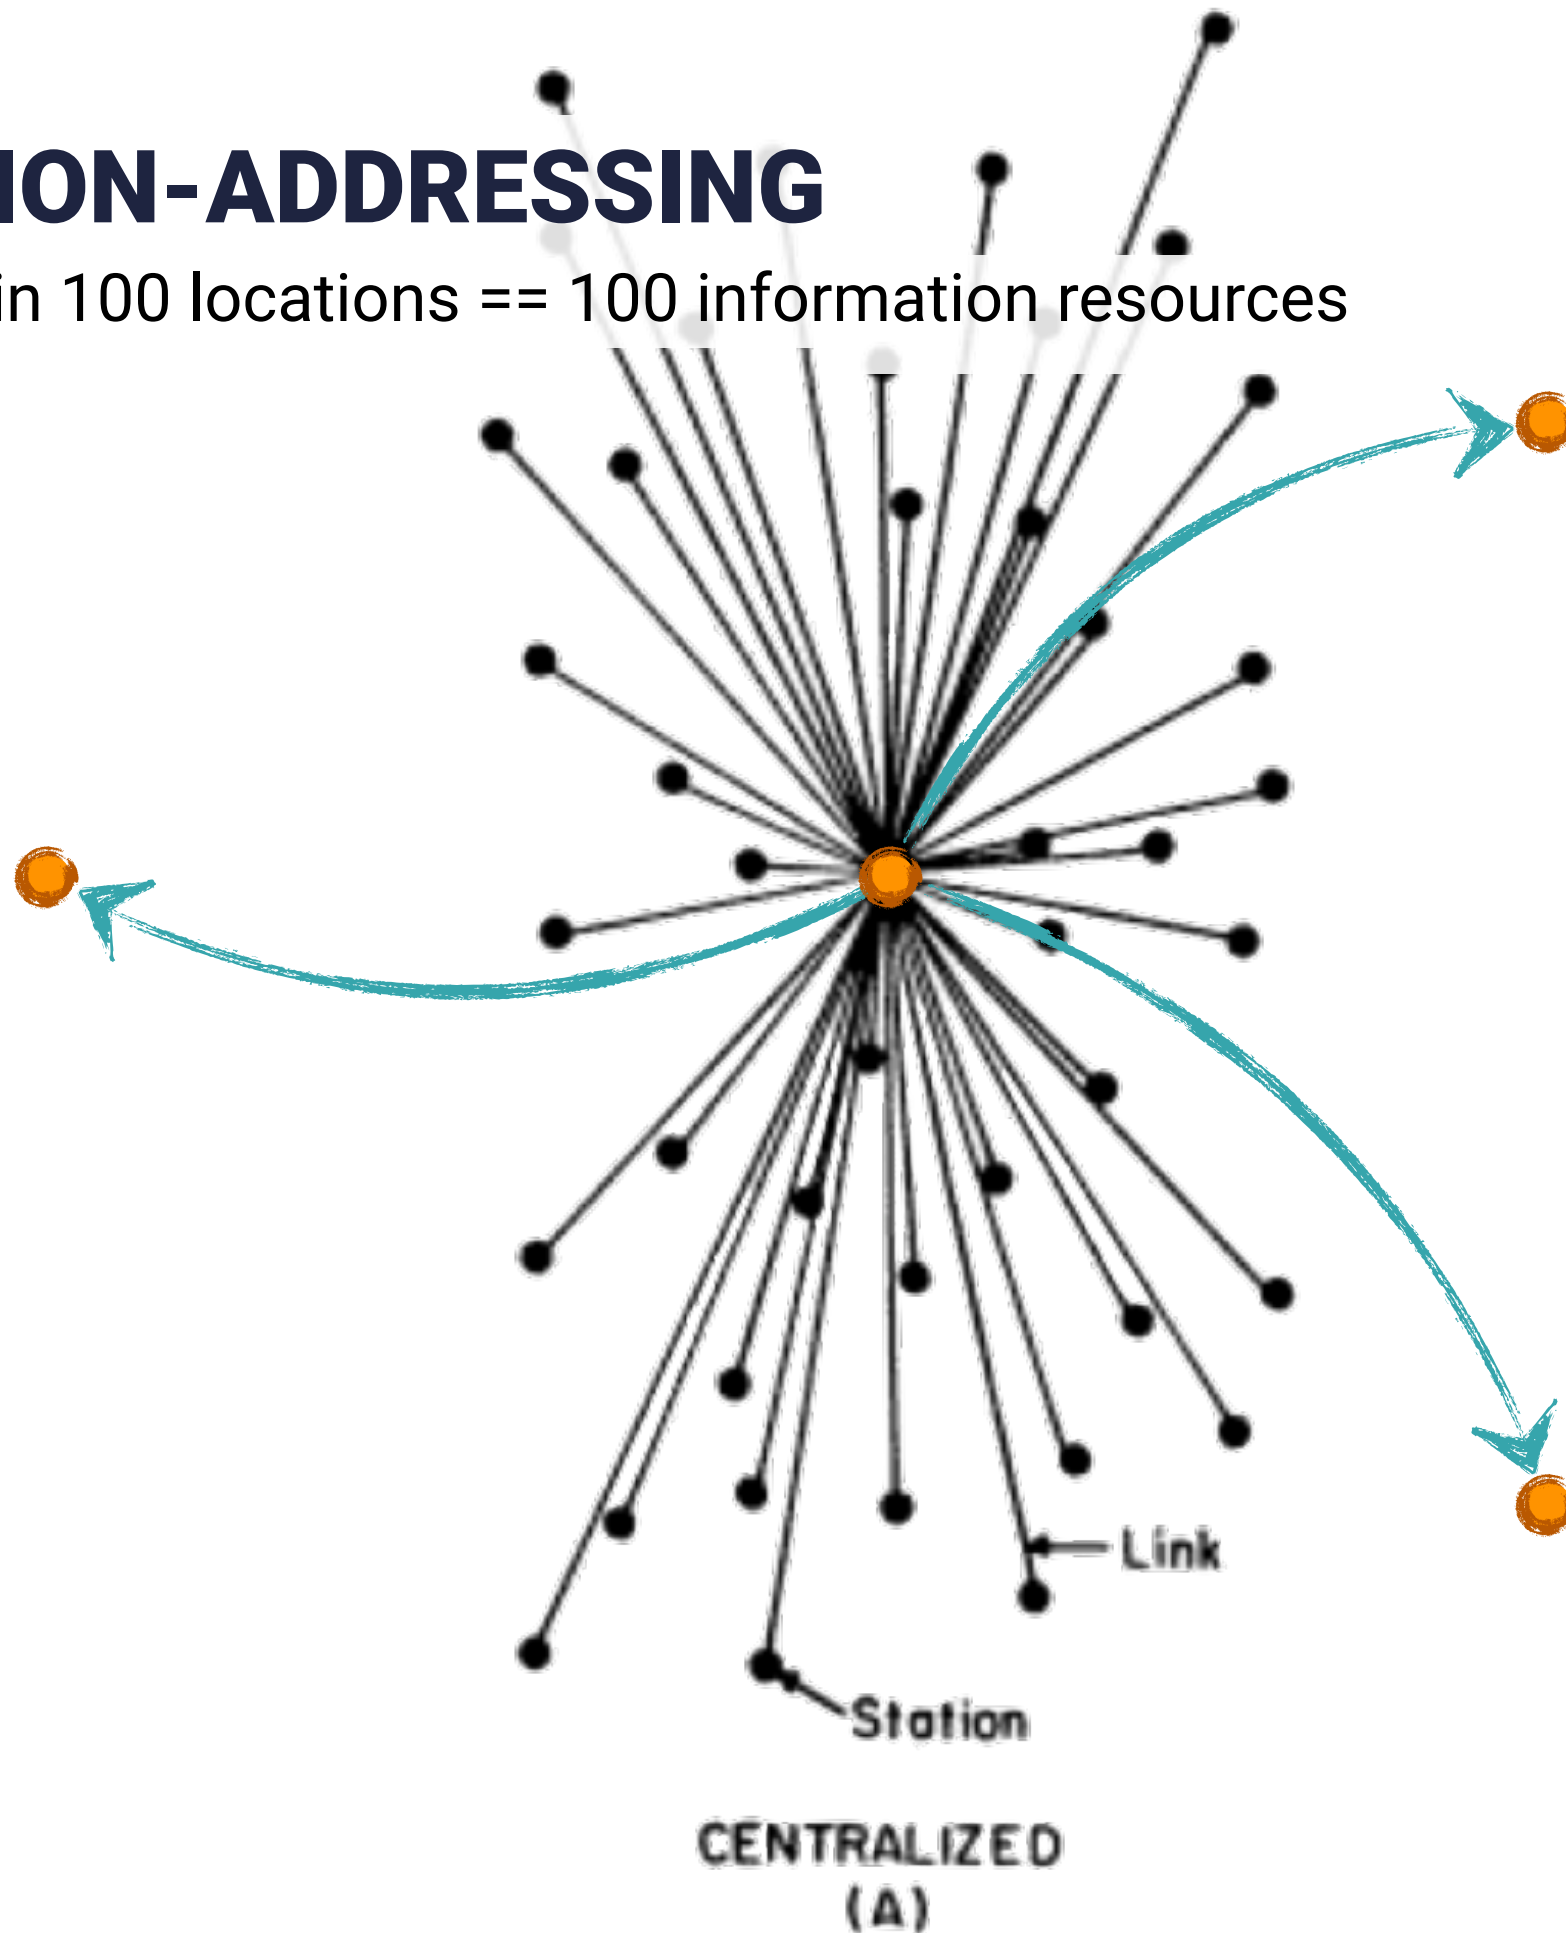 ION-ADDRESSING
in 100 locations == 100 information resources
Link
Station
CENTRALIZED
(A)